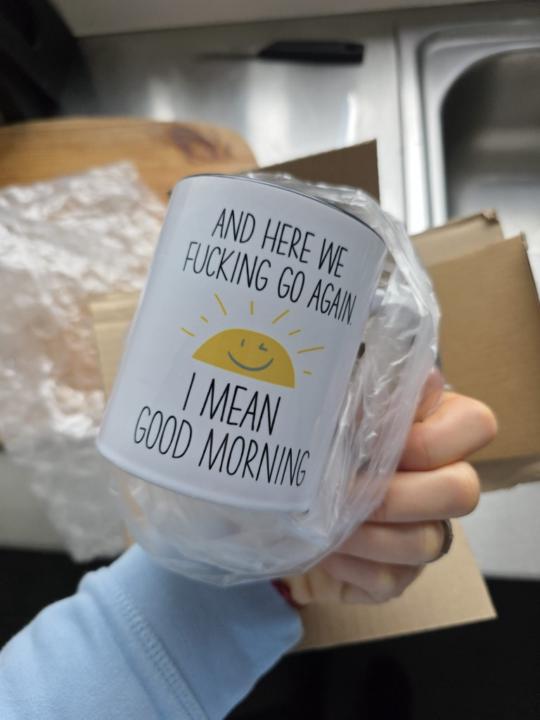 AND HERE WE
FUCKING GO AGAIN.
I MEAN
GOOD MORNING